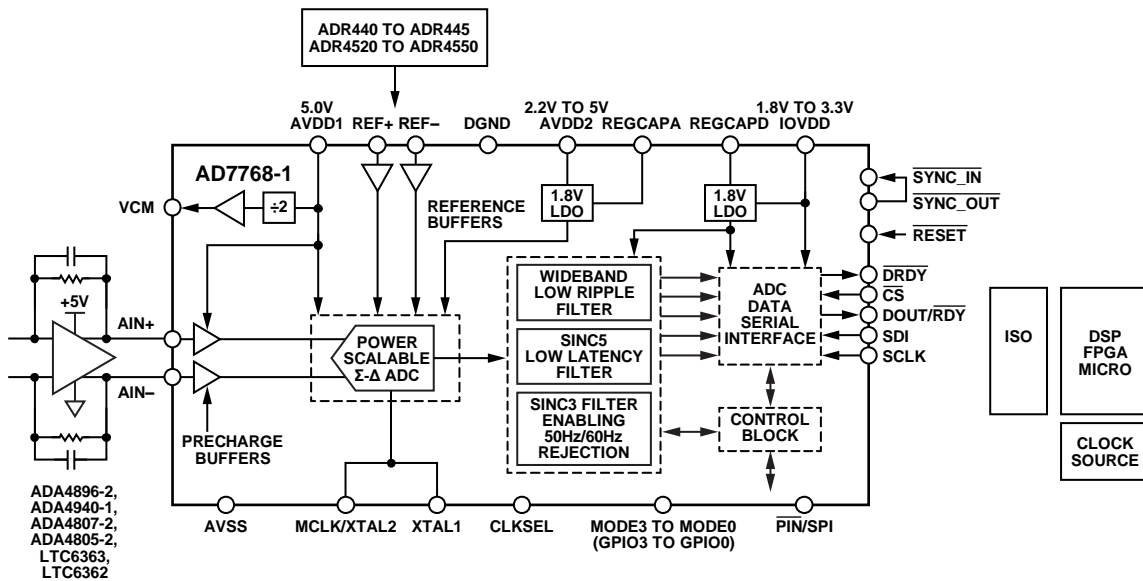 ADR440 TO ADR445
ADR4520 TO ADR4550
5.0V
AVDD1
REF+
REF–
DGND
2.2V TO 5V
AVDD2
REGCAPA
REGCAPD
1.8V TO 3.3V
IOVDD
AD7768-1
VCM
÷2
REFERENCE
BUFFERS
1.8V
LDO
1.8V
LDO
SYNC_IN
SYNC_OUT
RESET
DRDY
CS
DOUT/RDY
SDI
SCLK
+5V
AIN+
AIN–
POWER
SCALABLE
Σ-Δ ADC
WIDEBAND
LOW RIPPLE
FILTER
SINC5
LOW LATENCY
FILTER
SINC3 FILTER
ENABLING
50Hz/60Hz
REJECTION
ADC
DATA
SERIAL
INTERFACE
CONTROL
BLOCK
ISO
DSP
FPGA
MICRO
CLOCK
SOURCE
PRECHARGE
BUFFERS
ADA4896-2,
ADA4940-1,
ADA4807-2,
ADA4805-2,
LTC6363,
LTC6362
AVSS
MCLK/XTAL2
XTAL1
CLKSEL
MODE3 TO MODE0
(GPIO3 TO GPIO0)
PIN/SPI